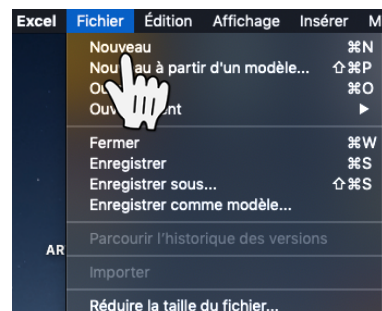 Excel Fichier Édition Affichage Insérer M
Nouveau ⌘N
à partir d'un modèle... ⇧⌘P
⌘O
▶
Fermer ⌘W
Enregistrer ⌘S
Enregistrer sous... ⇧⌘S
Enregistrer comme modèle...
Parcourir l'historique des versions
AR
Importer
Réduire la taille du fichier...